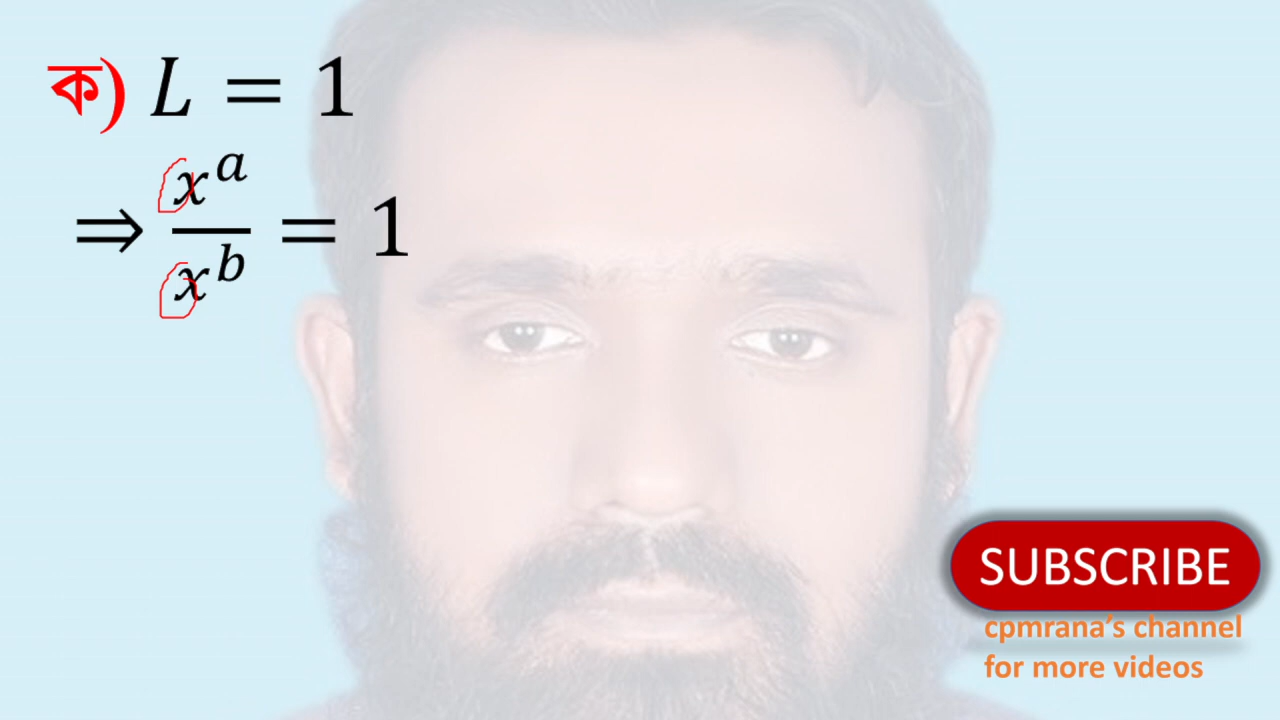 ক) L = 1
⇒ x^a / x^b = 1
SUBSCRIBE
cpmrana's channel
for more videos